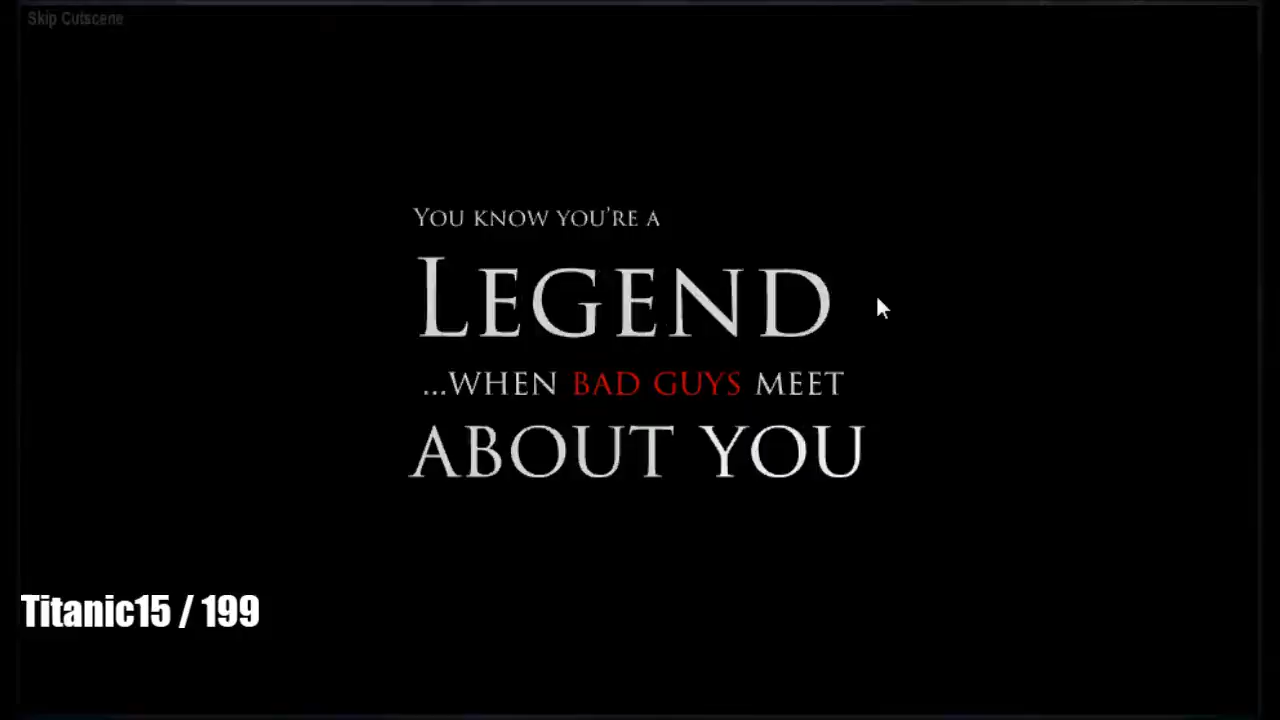 Skip Cutscene
You know you're a
Legend
...when bad guys meet
about you
Titanic15 / 199